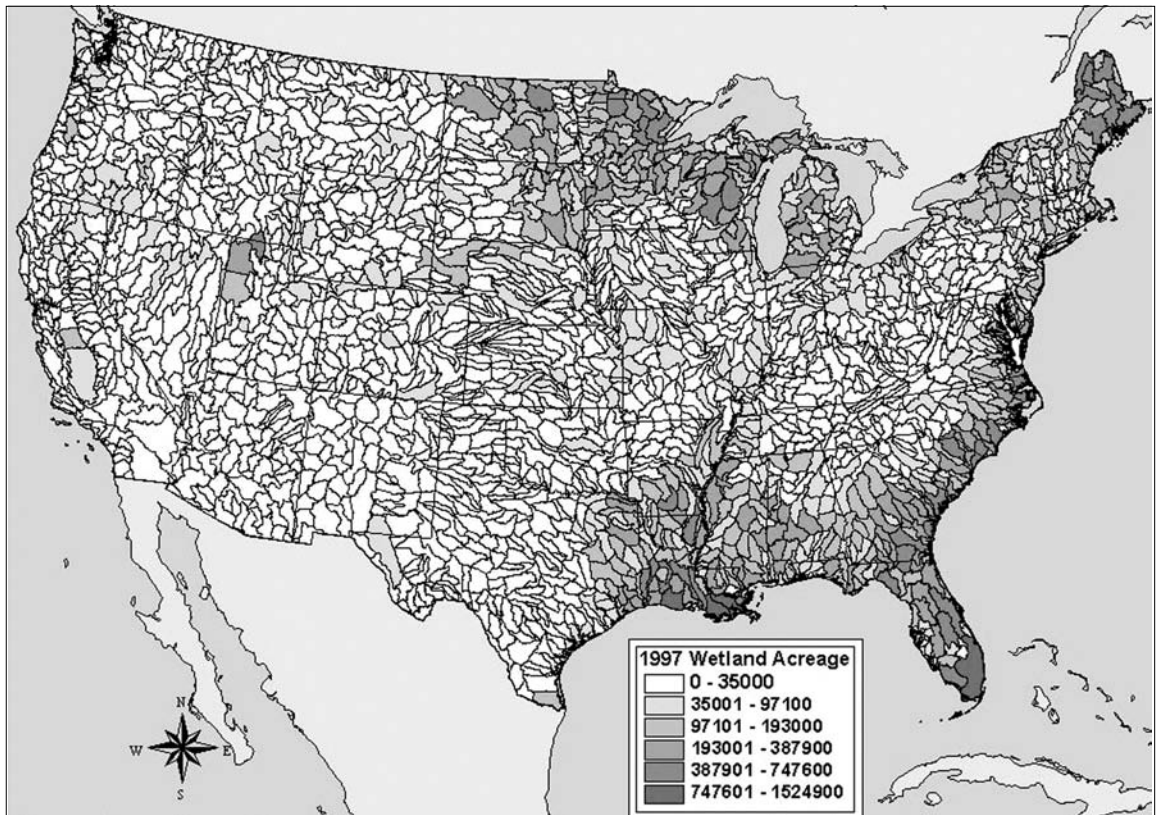 1997 Wetland Acreage
0 - 35000
35001 - 97100
97101 - 193000
193001 - 387900
387901 - 747600
747601 - 1524900
N
W E
S